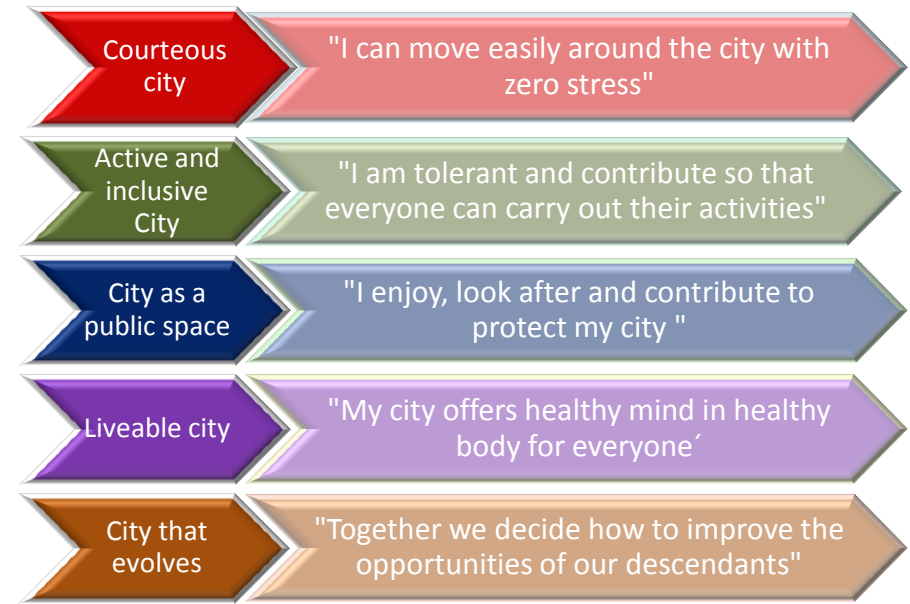 Courteous
city
"I can move easily around the city with
zero stress"
Active and
inclusive
City
"I am tolerant and contribute so that
everyone can carry out their activities"
City as a
public space
"I enjoy, look after and contribute to
protect my city "
Liveable city
"My city offers healthy mind in healthy
body for everyone´
City that
evolves
"Together we decide how to improve the
opportunities of our descendants"